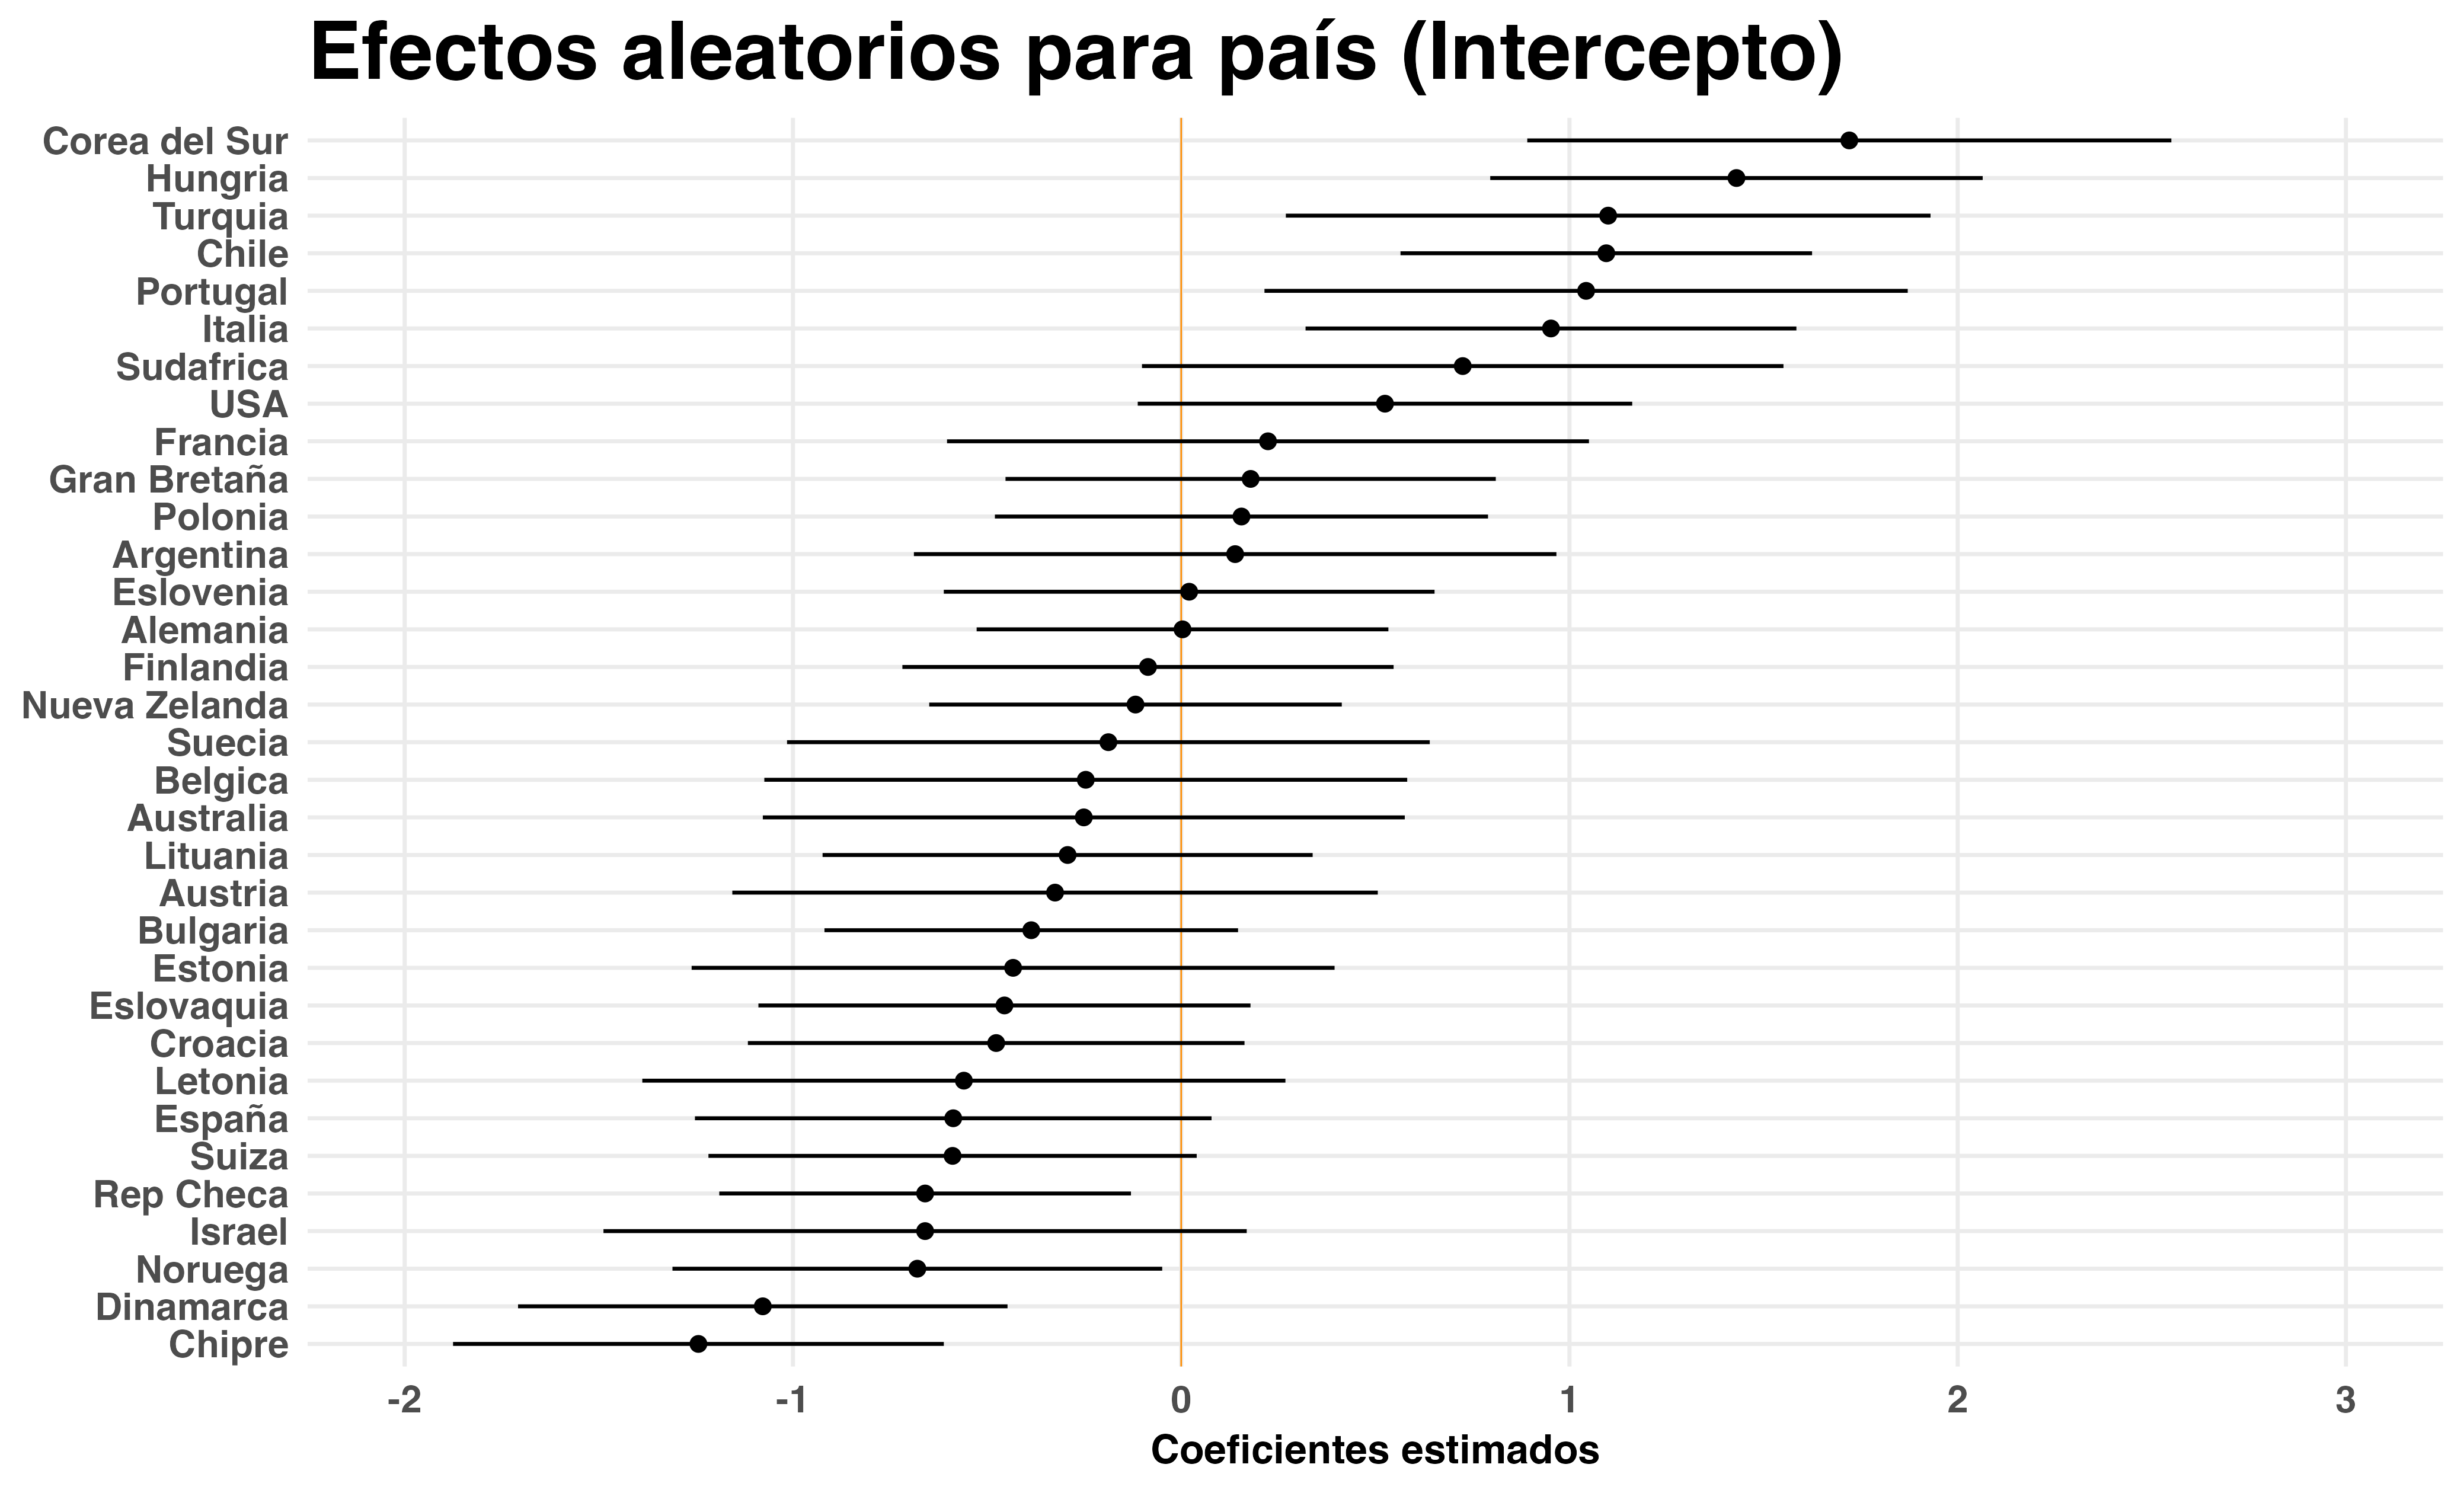 Efectos aleatorios para país (Intercepto)
Corea del Sur
Hungria
Turquia
Chile
Portugal
Italia
Sudafrica
USA
Francia
Gran Bretaña
Polonia
Argentina
Eslovenia
Alemania
Finlandia
Nueva Zelanda
Suecia
Belgica
Australia
Lituania
Austria
Bulgaria
Estonia
Eslovaquia
Croacia
Letonia
España
Suiza
Rep Checa
Israel
Noruega
Dinamarca
Chipre
-2 -1 0 1 2 3
Coeficientes estimados